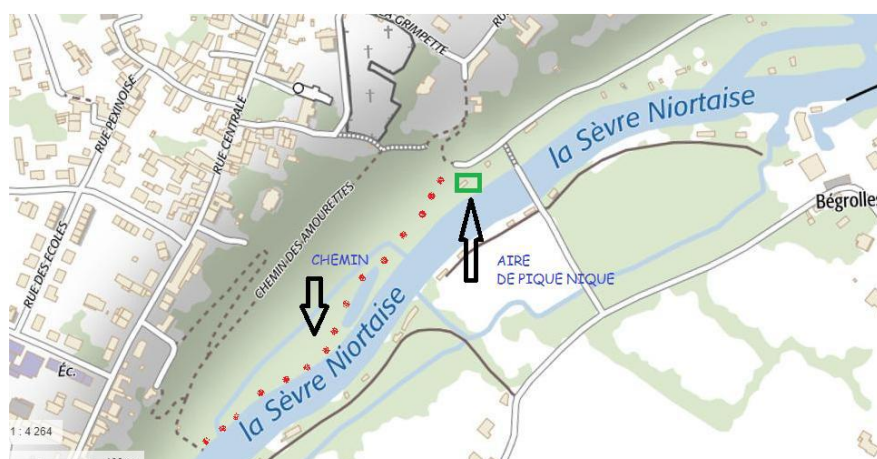 LA GRIMPETTE
RUE PEXINOISE
RUE CENTRALE
la Sèvre Niortaise
Bégrolles
CHEMIN DES AMOURETTES
RUE DES ECOLES
CHEMIN
AIRE
DE PIQUE NIQUE
la Sèvre Niortaise
Éc.
1 : 4 264